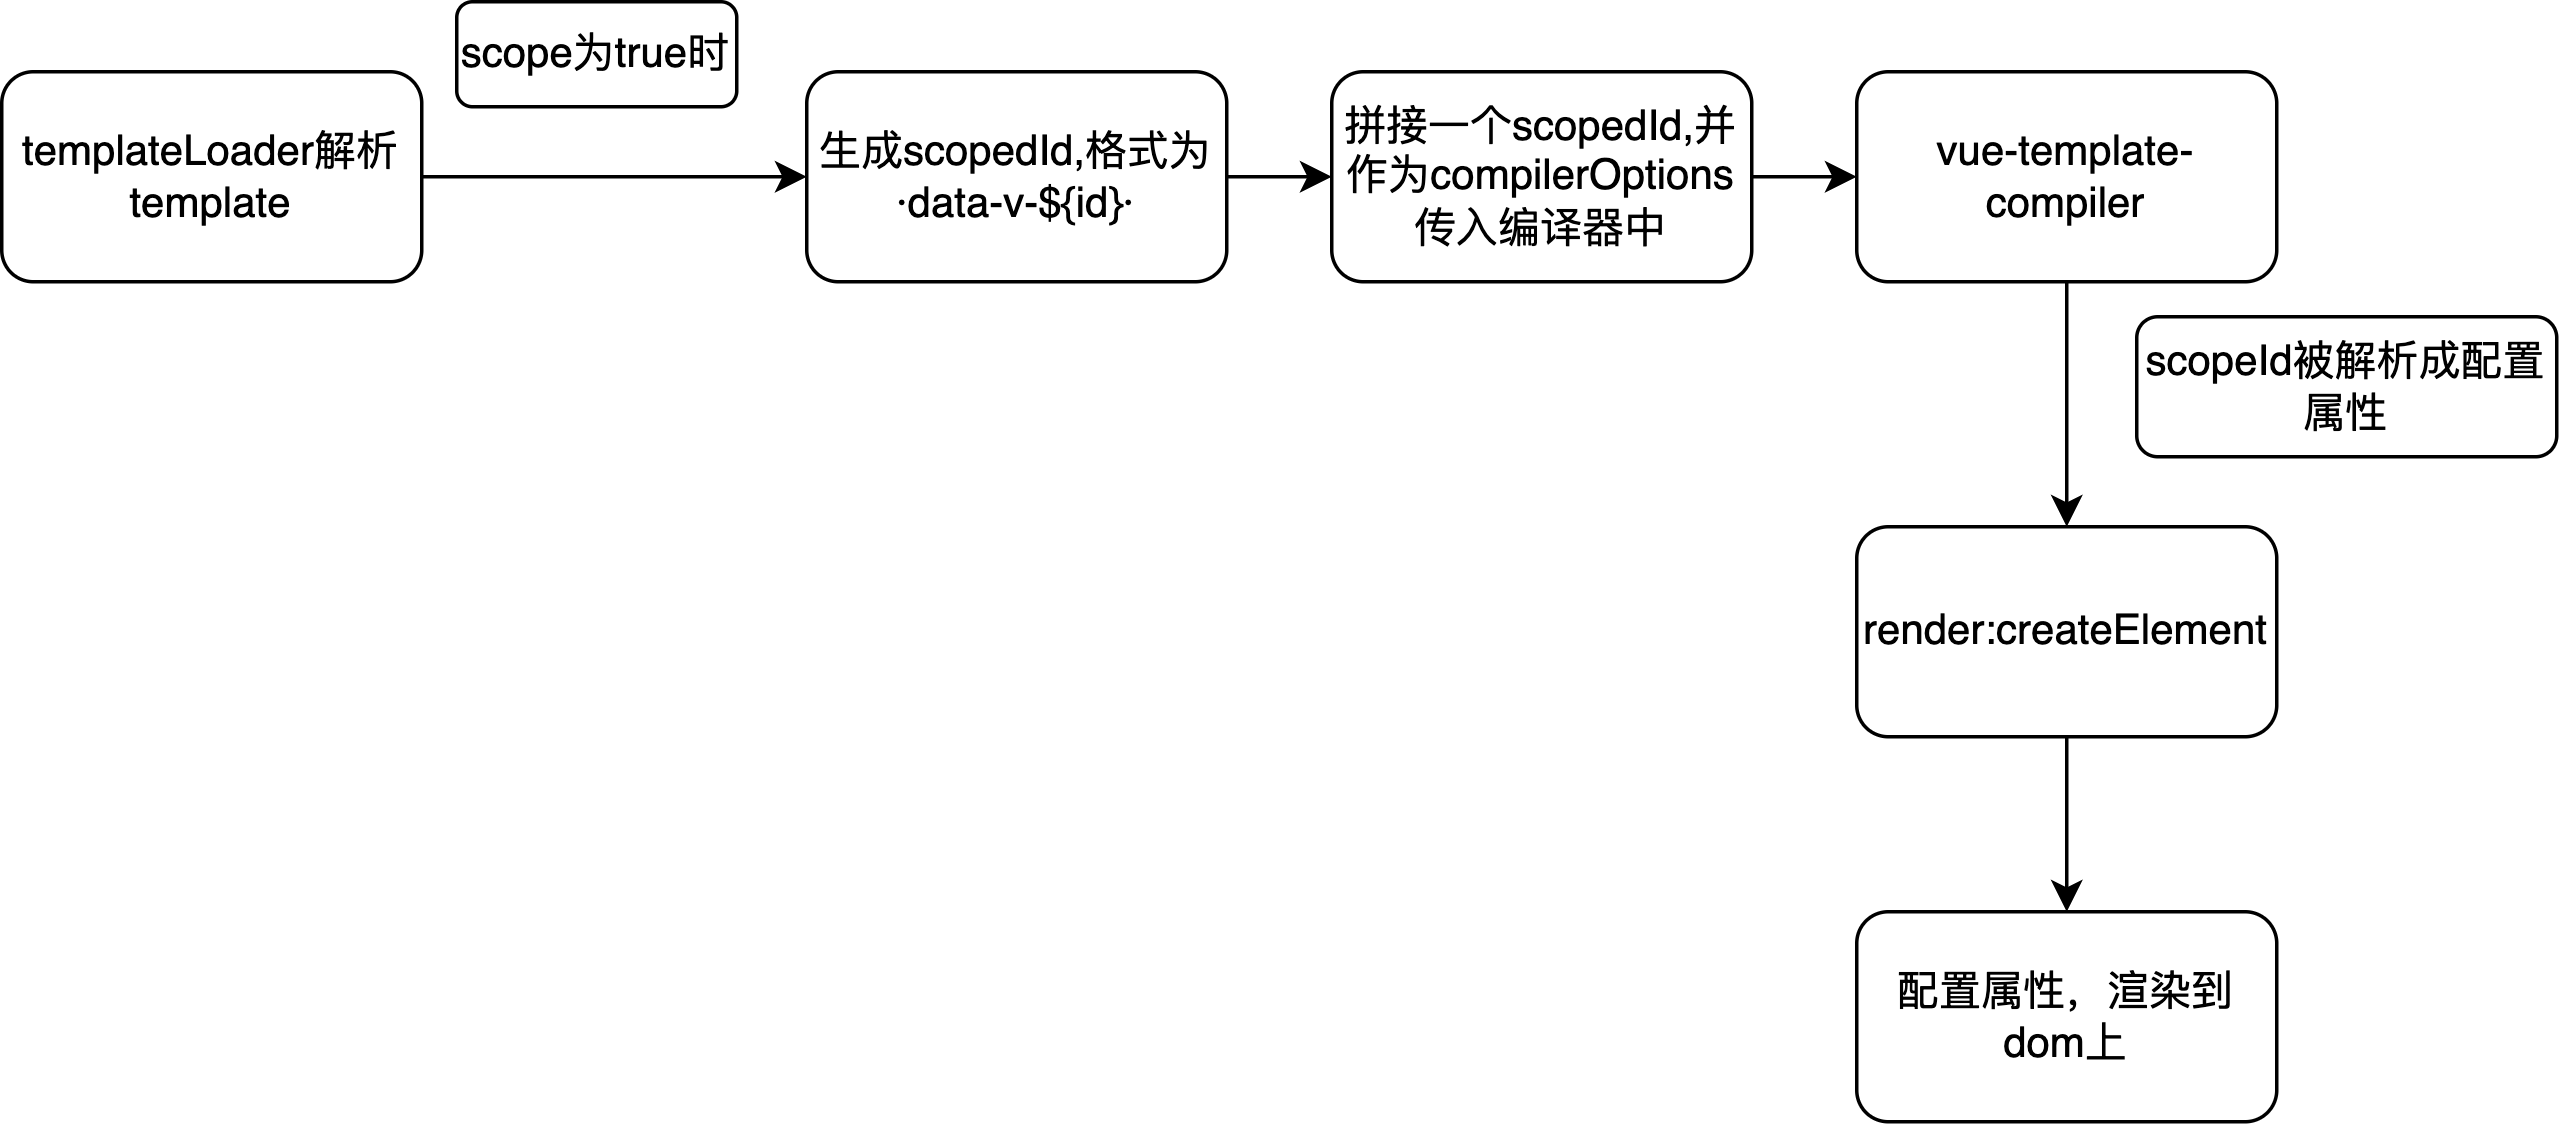 scope为true时
templateLoader解析
template
生成scopedId,格式为
·data-v-${id}·
拼接一个scopedId,并
作为compilerOptions
传入编译器中
vue-template-
compiler
scopeId被解析成配置
属性
render:createElement
配置属性，渲染到
dom上